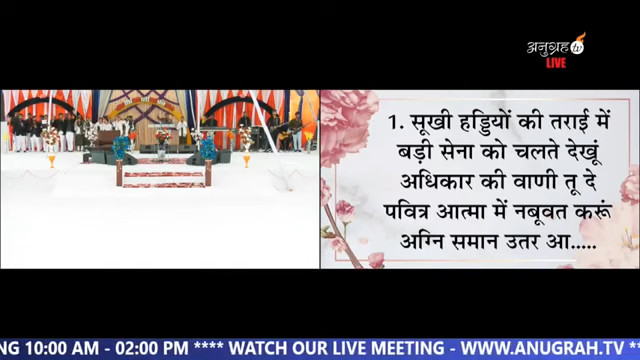 अनुग्रह tv
LIVE
1. सूखी हड्डियों की तराई में
बड़ी सेना को चलते देखूं
अधिकार की वाणी तू दे
पवित्र आत्मा में नबूवत करूं
अग्नि समान उतर आ.....
NG 10:00 AM - 02:00 PM **** WATCH OUR LIVE MEETING - WWW.ANUGRAH.TV ***